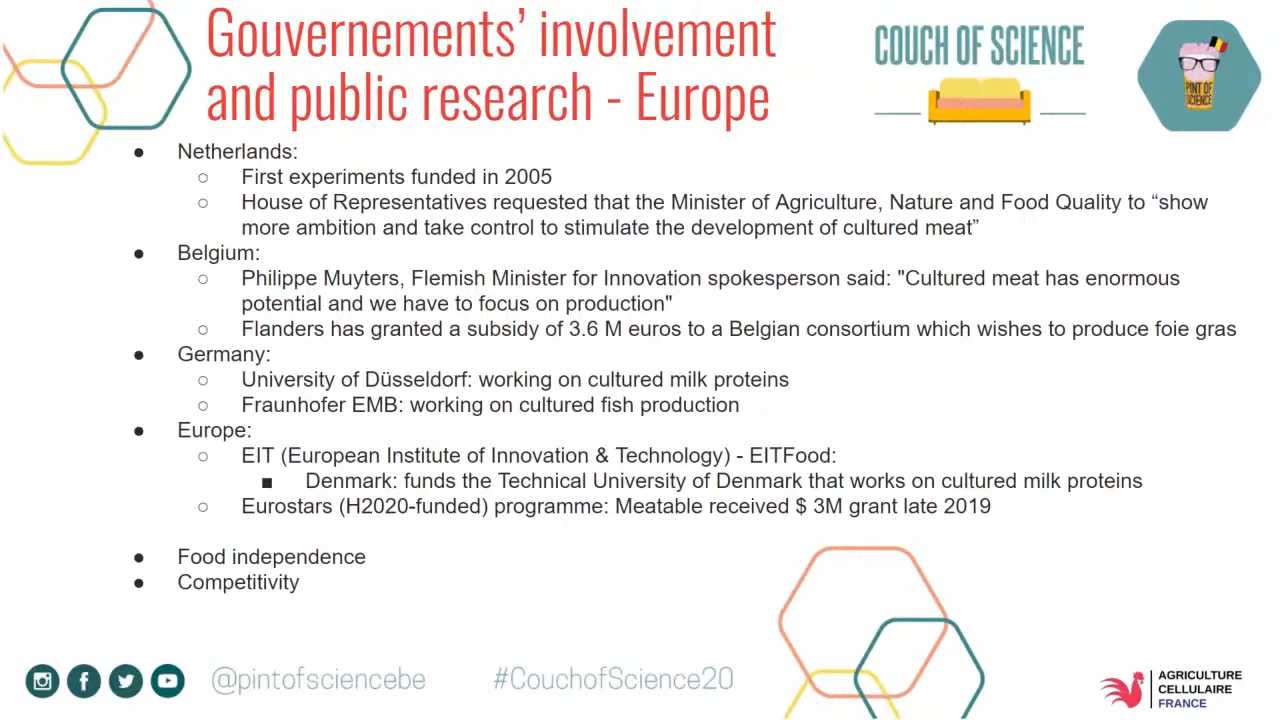 Gouvernements’ involvement
and public research - Europe
COUCH OF SCIENCE
PINT OF
SCIENCE
● Netherlands:
○ First experiments funded in 2005
○ House of Representatives requested that the Minister of Agriculture, Nature and Food Quality to “show
more ambition and take control to stimulate the development of cultured meat”
● Belgium:
○ Philippe Muyters, Flemish Minister for Innovation spokesperson said: "Cultured meat has enormous
potential and we have to focus on production"
○ Flanders has granted a subsidy of 3.6 M euros to a Belgian consortium which wishes to produce foie gras
● Germany:
○ University of Düsseldorf: working on cultured milk proteins
○ Fraunhofer EMB: working on cultured fish production
● Europe:
○ EIT (European Institute of Innovation & Technology) - EITFood:
■ Denmark: funds the Technical University of Denmark that works on cultured milk proteins
○ Eurostars (H2020-funded) programme: Meatable received $ 3M grant late 2019
● Food independence
● Competitivity
@pintofsciencebe #CouchofScience20
AGRICULTURE
CELLULAIRE
FRANCE